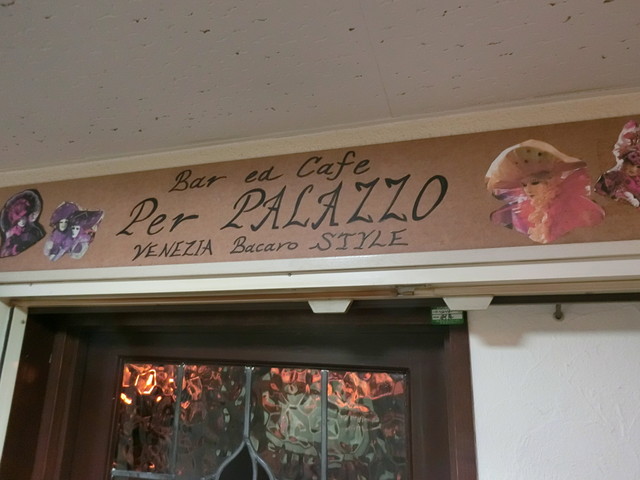 Bar ed Cafe
Per PALAZZO
VENEZIA Bacaro STYLE